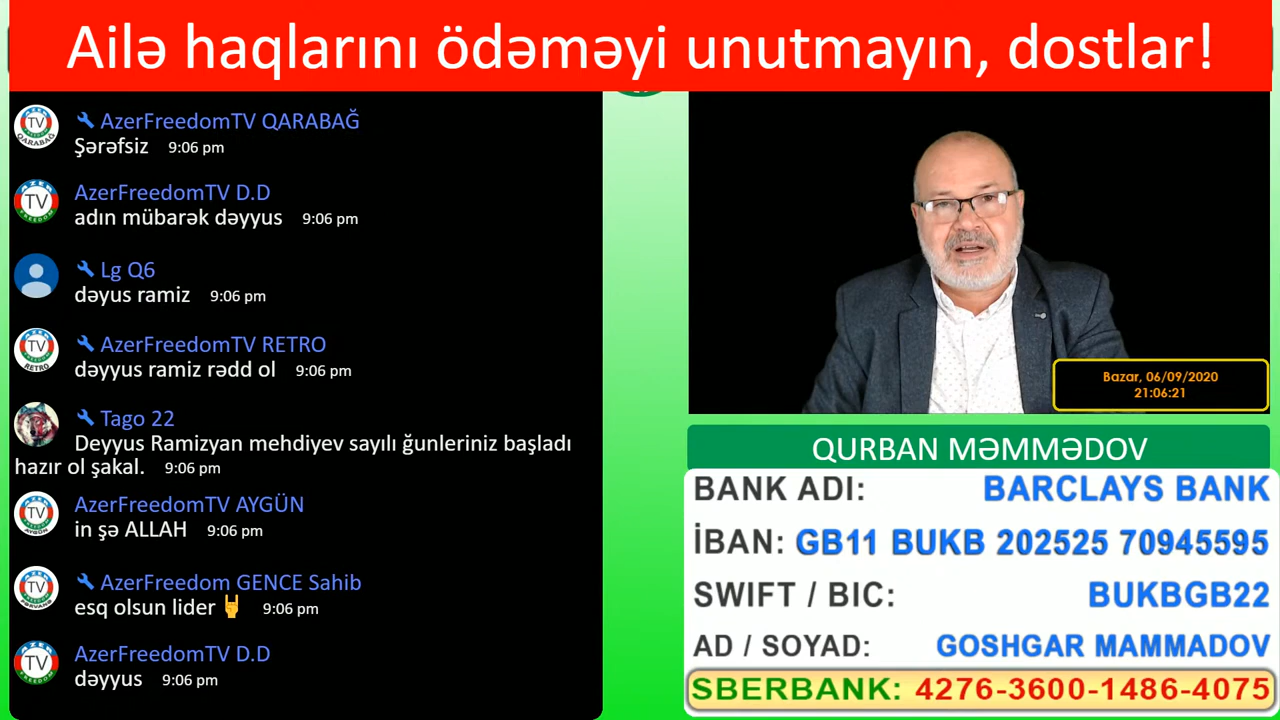 Ailə haqlarını ödəməyi unutmayın, dostlar!
AzerFreedomTV QARABAĞ
Şərəfsiz 9:06 pm
AzerFreedomTV D.D
adın mübarək dəyyus 9:06 pm
Lg Q6
dəyus ramiz 9:06 pm
AzerFreedomTV RETRO
dəyyus ramiz rədd ol 9:06 pm
Tago 22
Deyyus Ramizyan mehdiyev sayılı ğunleriniz başladı
hazır ol şakal. 9:06 pm
AzerFreedomTV AYGÜN
in şə ALLAH 9:06 pm
AzerFreedom GENCE Sahib
esq olsun lider 🤘 9:06 pm
AzerFreedomTV D.D
dəyyus 9:06 pm
Bazar, 06/09/2020
21:06:21
QURBAN MƏMMƏDOV
BANK ADI: BARCLAYS BANK
İBAN: GB11 BUKB 202525 70945595
SWIFT / BIC: BUKBGB22
AD / SOYAD: GOSHGAR MAMMADOV
SBERBANK: 4276-3600-1486-4075